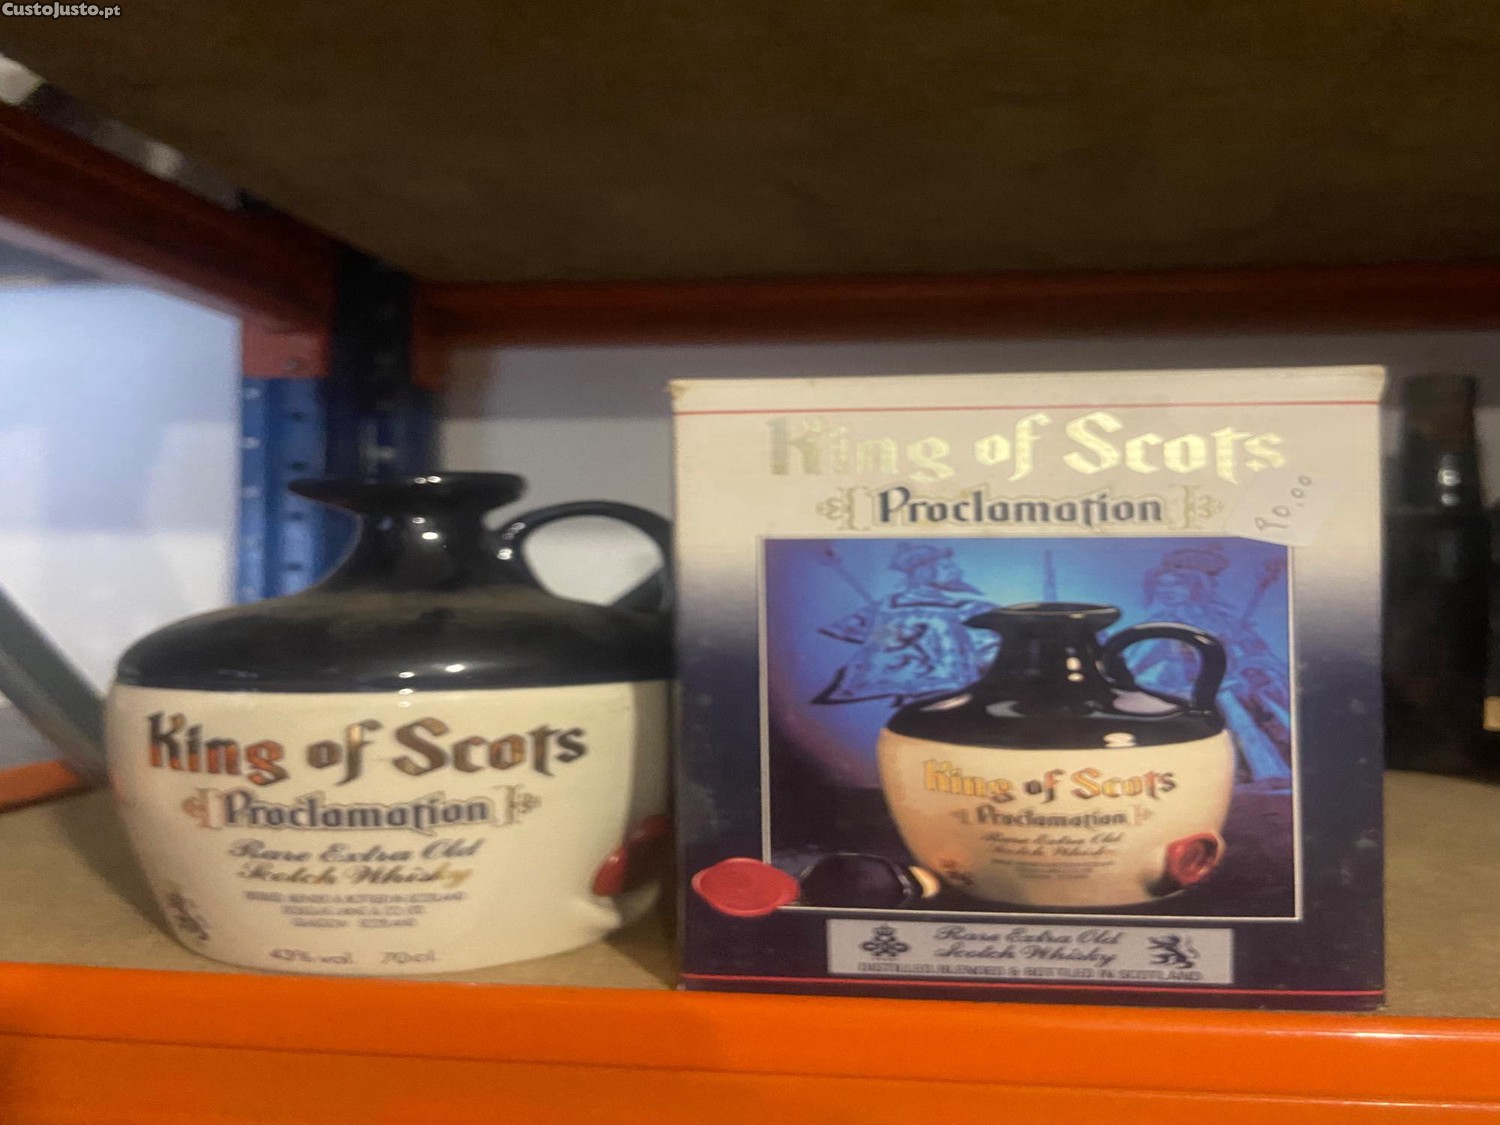 CustoJusto.pt
King of Scots
Proclamation
Rare Extra Old
Scotch Whisky
43% vol 70cl
King of Scots
Proclamation
90,00
King of Scots
Proclamation
Rare Extra Old
Scotch Whisky
Rare Extra Old
Scotch Whisky
DISTILLED, BLENDED & BOTTLED IN SCOTLAND